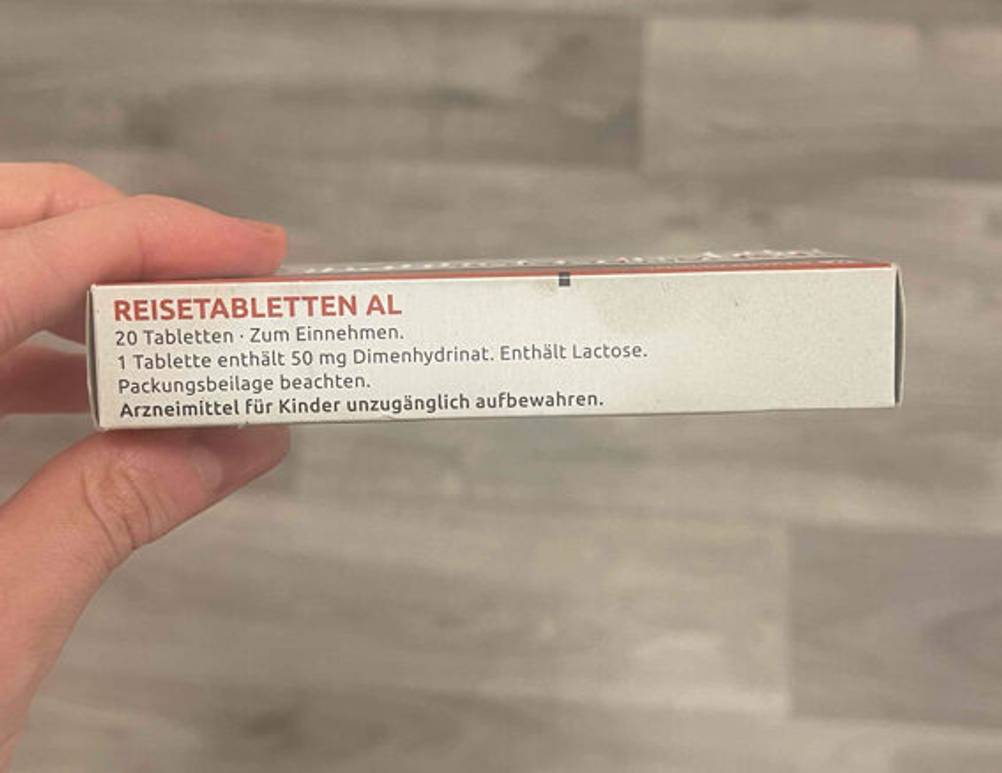 REISETABLETTEN AL
20 Tabletten · Zum Einnehmen.
1 Tablette enthält 50 mg Dimenhydrinat. Enthält Lactose.
Packungsbeilage beachten.
Arzneimittel für Kinder unzugänglich aufbewahren.